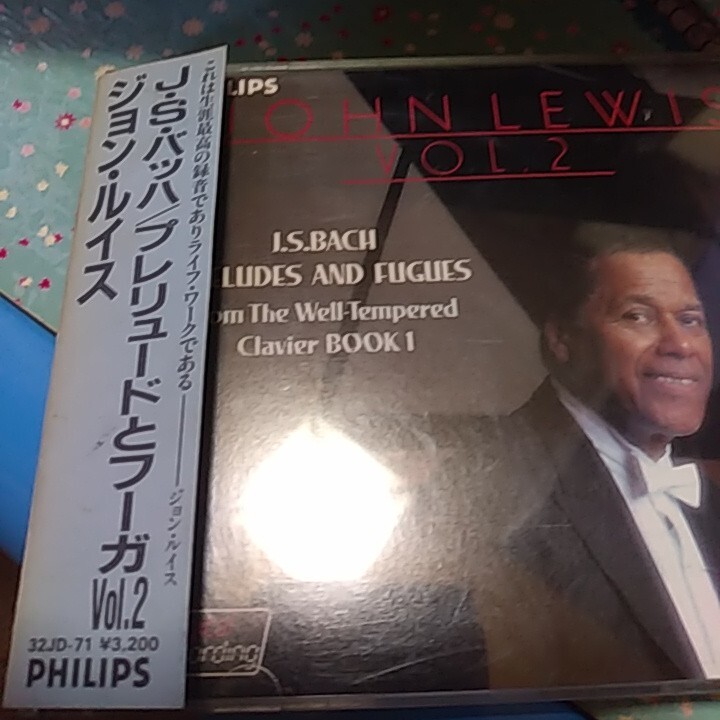 これは生涯最高の録音でありライフ・ワークである――ジョン・ルイス
J・S・バッハ/プレリュードとフーガ Vol.2
ジョン・ルイス
32JD-71 ¥3,200
PHILIPS
LIPS
JOHN LEWIS
VOL.2
J.S.BACH
LUDES AND FUGUES
om The Well-Tempered
Clavier BOOK 1
ording